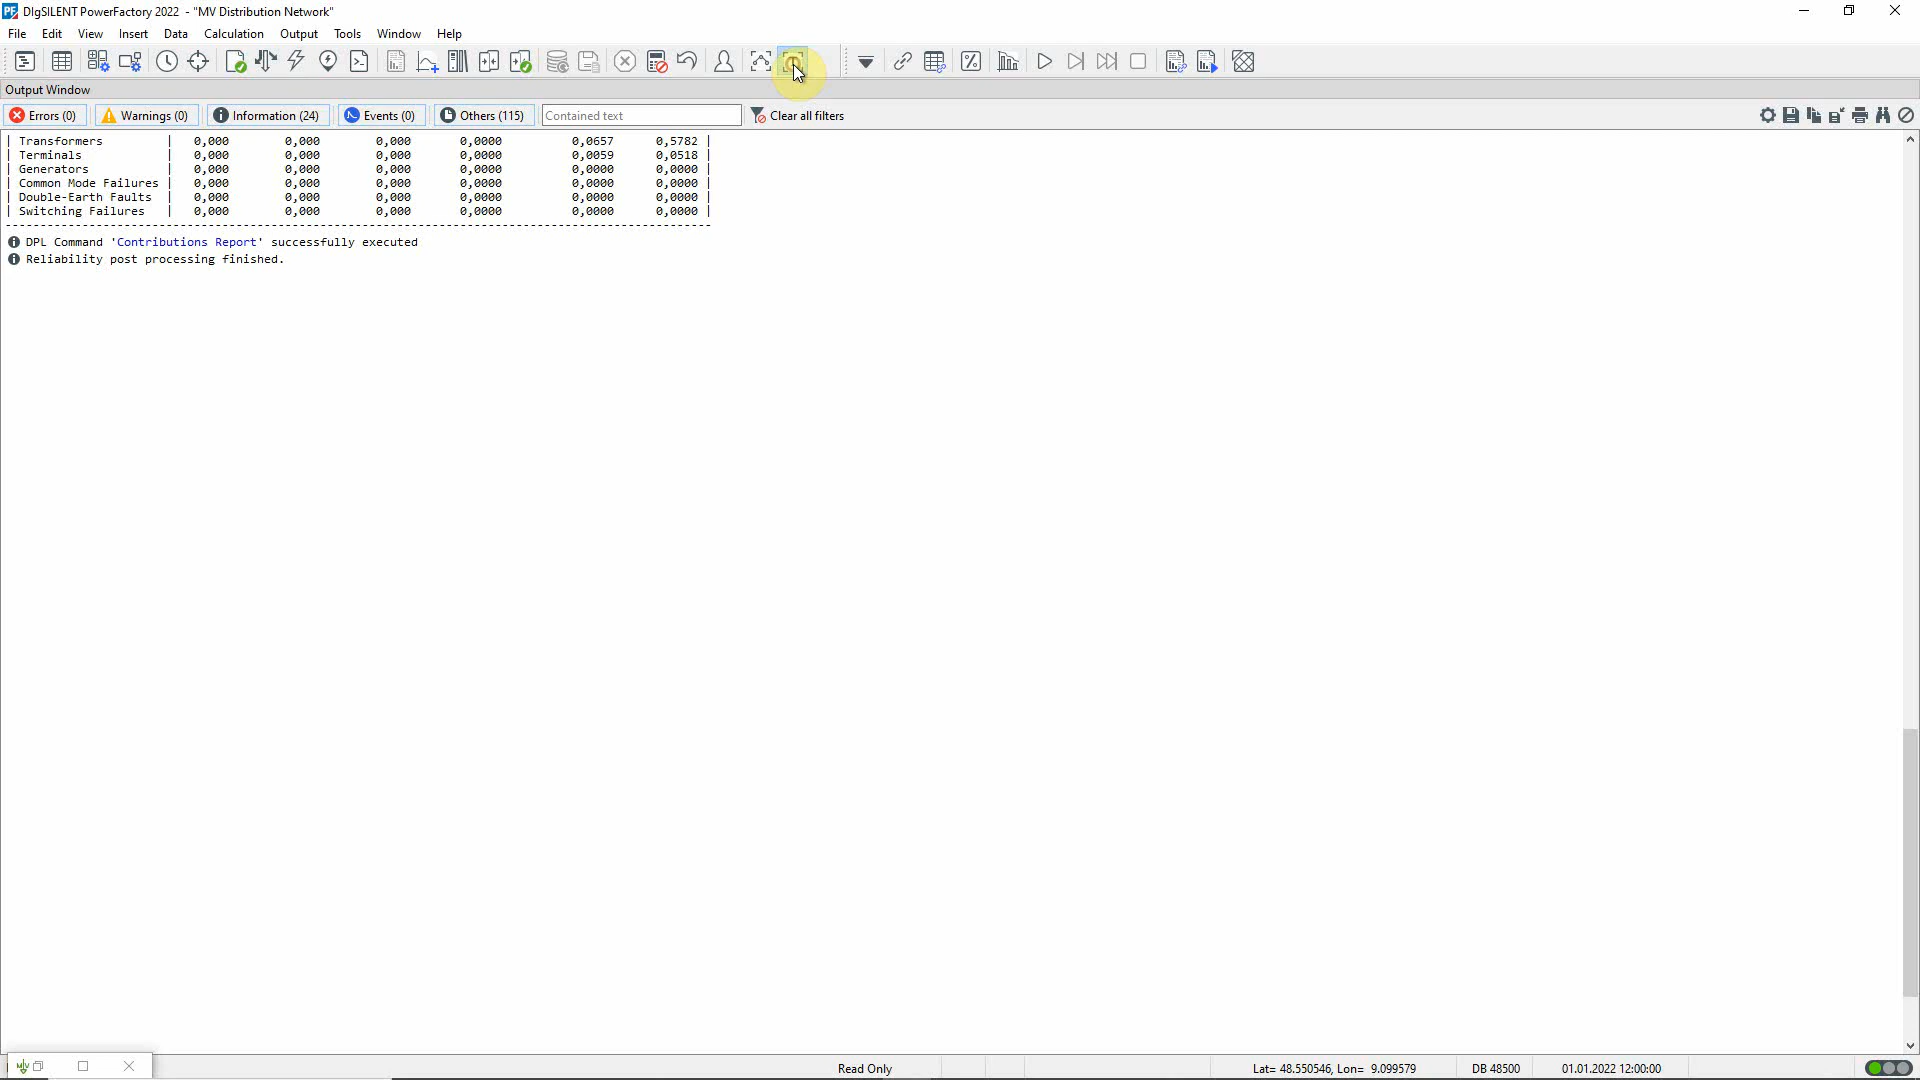 DIgSILENT PowerFactory 2022 - "MV Distribution Network"
File Edit View Insert Data Calculation Output Tools Window Help
Output Window
Errors (0) Warnings (0) Information (24) Events (0) Others (115) Contained text Clear all filters
| Transformers | 0,000 0,000 0,000 0,0000 0,0657 0,5782 |
| Terminals | 0,000 0,000 0,000 0,0000 0,0059 0,0518 |
| Generators | 0,000 0,000 0,000 0,0000 0,0000 0,0000 |
| Common Mode Failures | 0,000 0,000 0,000 0,0000 0,0000 0,0000 |
| Double-Earth Faults | 0,000 0,000 0,000 0,0000 0,0000 0,0000 |
| Switching Failures | 0,000 0,000 0,000 0,0000 0,0000 0,0000 |
DPL Command 'Contributions Report' successfully executed
Reliability post processing finished.
Read Only Lat= 48.550546, Lon= 9.099579 DB 48500 01.01.2022 12:00:00